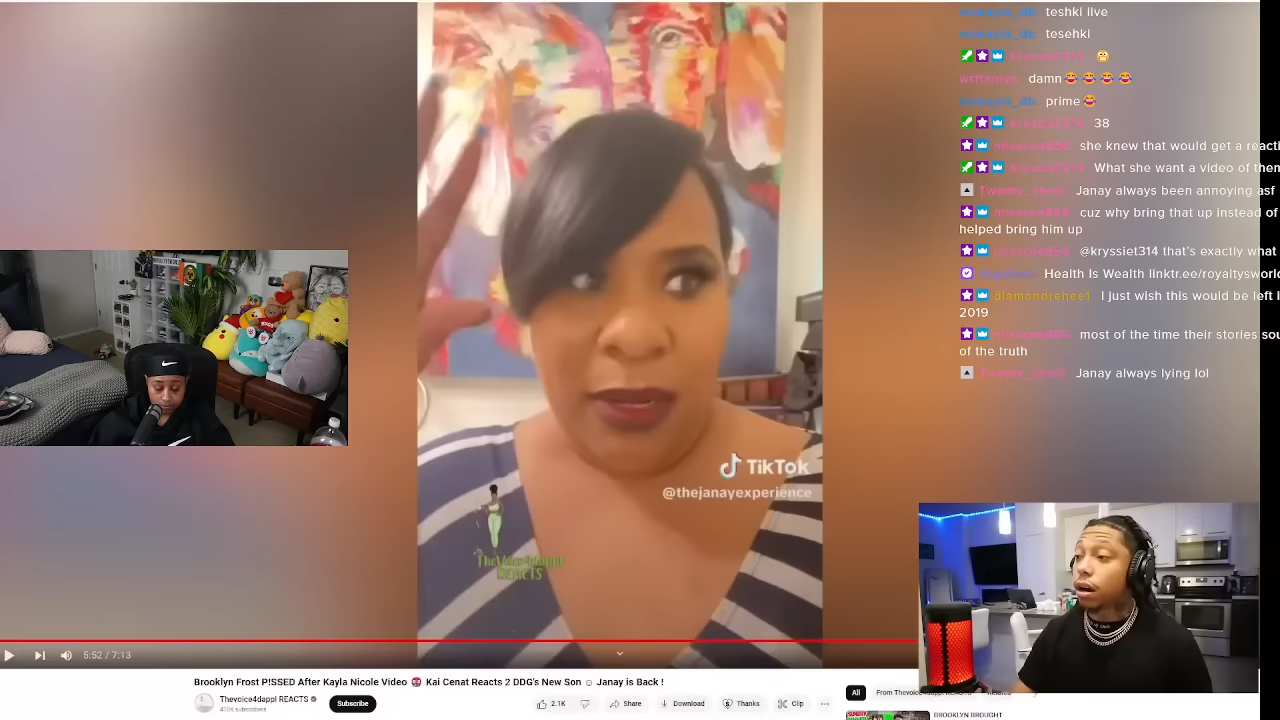 teshki live
tesehki
damn
prime
38
she knew that would get a reacti
What she want a video of them
Janay always been annoying asf
cuz why bring that up instead of
helped bring him up
@kryssiet314 that's exactly what
Health Is Wealth linktr.ee/royaltysworld
diamondrenee1 I just wish this would be left I
2019
most of the time their stories sou
of the truth
Janay always lying lol
TikTok
@thejanayexperience
REACTS
5:52 / 7:13
Brooklyn Frost P!SSED After Kayla Nicole Video Kai Cenat Reacts 2 DDG's New Son Janay is Back !
Thevoice4dappl REACTS
Subscribe
2.1K
Share
Download
Thanks
Clip
All
BROOKLYN BROUGHT